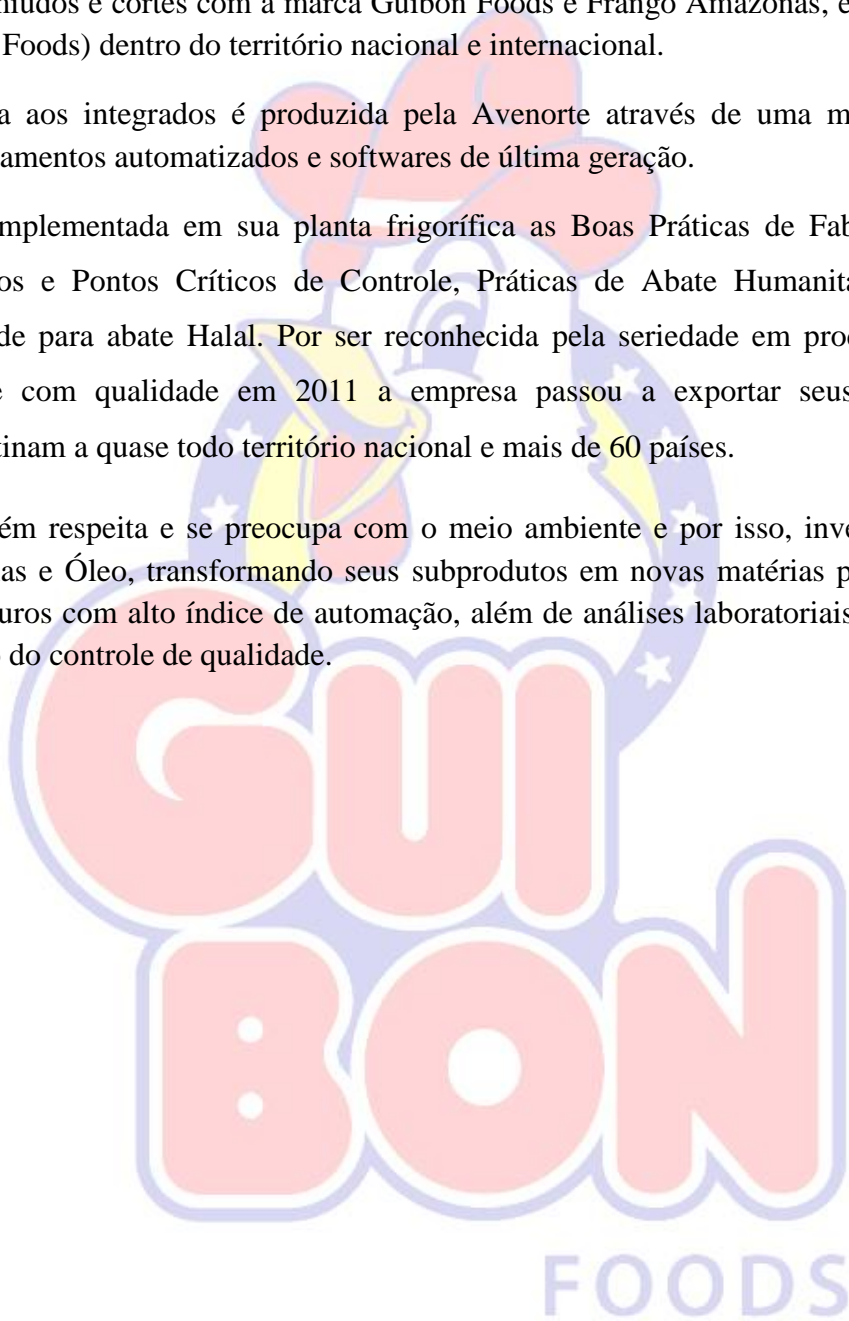 miúdos e cortes com a marca Guibon Foods e Frango Amazonas, e
Foods) dentro do território nacional e internacional.
a aos integrados é produzida pela Avenorte através de uma m
amentos automatizados e softwares de última geração.
mplementada em sua planta frigorífica as Boas Práticas de Fab
os e Pontos Críticos de Controle, Práticas de Abate Humanita
de para abate Halal. Por ser reconhecida pela seriedade em proc
e com qualidade em 2011 a empresa passou a exportar seus
tinam a quase todo território nacional e mais de 60 países.
ém respeita e se preocupa com o meio ambiente e por isso, inve
as e Óleo, transformando seus subprodutos em novas matérias p
uros com alto índice de automação, além de análises laboratoriais
o do controle de qualidade.
GUI
BON
FOODS